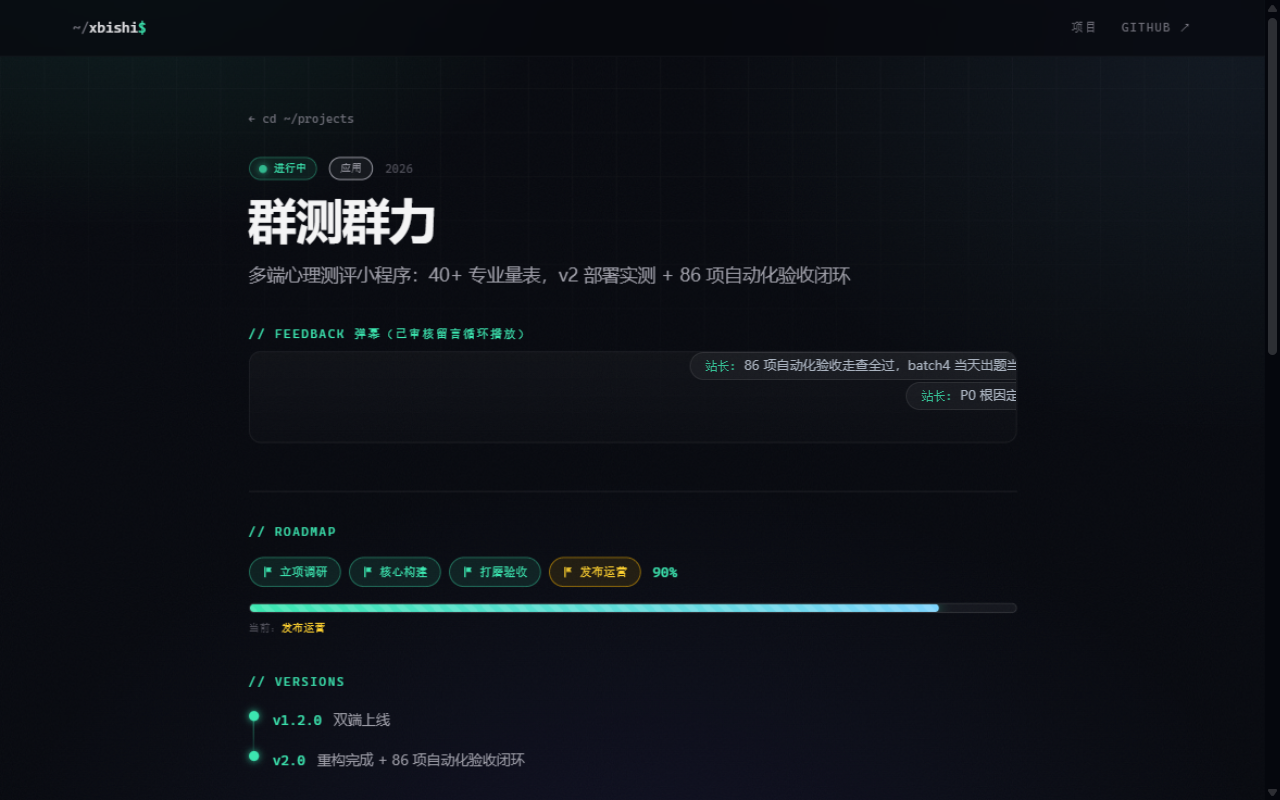 ~/xbishi$
项目 GITHUB ↗
← cd ~/projects
进行中 应用 2026
群测群力
多端心理测评小程序：40+ 专业量表，v2 部署实测 + 86 项自动化验收闭环
// FEEDBACK 弹幕（已审核留言循环播放）
站长： 86 项自动化验收走查全过，batch4 当天出题当
站长： P0 根因定
// ROADMAP
立项调研 核心构建 打磨验收 发布运营 90%
当前：发布运营
// VERSIONS
v1.2.0 双端上线
v2.0 重构完成 + 86 项自动化验收闭环